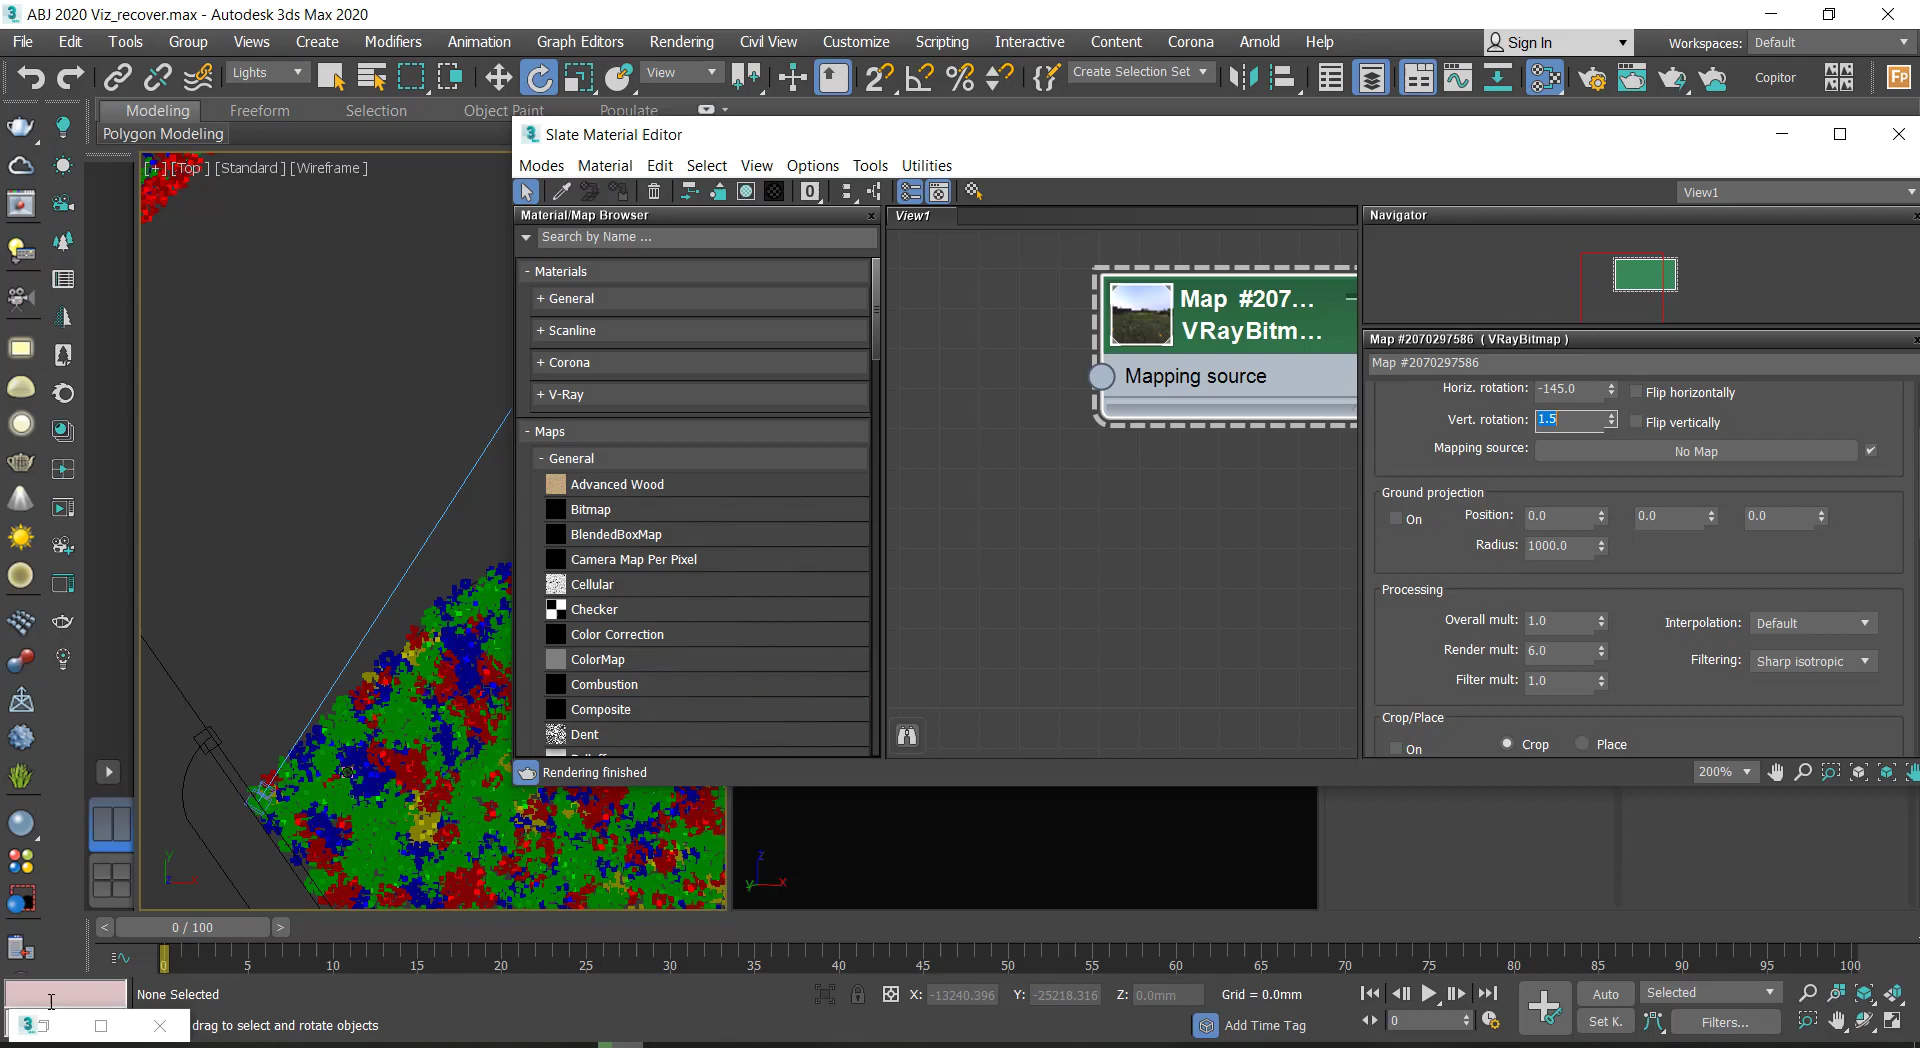 ABJ 2020 Viz_recover.max - Autodesk 3ds Max 2020
File Edit Tools Group Views Create Modifiers Animation Graph Editors Rendering Civil View Customize Scripting Interactive Content Corona Arnold Help
Sign In
Workspaces: Default
Lights
View
Create Selection Set
Copitor
Fp
Modeling Freeform Selection Object Paint Populate
Polygon Modeling
[+] [Top ] [Standard ] [Wireframe ]
Slate Material Editor
Modes Material Edit Select View Options Tools Utilities
View1
Material/Map Browser
Search by Name ...
- Materials
+ General
+ Scanline
+ Corona
+ V-Ray
- Maps
- General
Advanced Wood
Bitmap
BlendedBoxMap
Camera Map Per Pixel
Cellular
Checker
Color Correction
ColorMap
Combustion
Composite
Dent
View1
Map #207...
VRayBitm...
Mapping source
Navigator
Map #2070297586 ( VRayBitmap )
Map #2070297586
Horiz. rotation: -145.0 Flip horizontally
Vert. rotation: 1.5 Flip vertically
Mapping source: No Map
Ground projection
On Position: 0.0 0.0 0.0
Radius: 1000.0
Processing
Overall mult: 1.0 Interpolation: Default
Render mult: 6.0 Filtering: Sharp isotropic
Filter mult: 1.0
Crop/Place
On Crop Place
Rendering finished
200%
< 0 / 100 >
0 5 10 15 20 25 30 35 40 45 50 55 60 65 70 75 80 85 90 95 100
None Selected
X: -13240.396 Y: -25218.316 Z: 0.0mm Grid = 0.0mm
drag to select and rotate objects
Add Time Tag
0
Auto Selected
Set K. Filters...